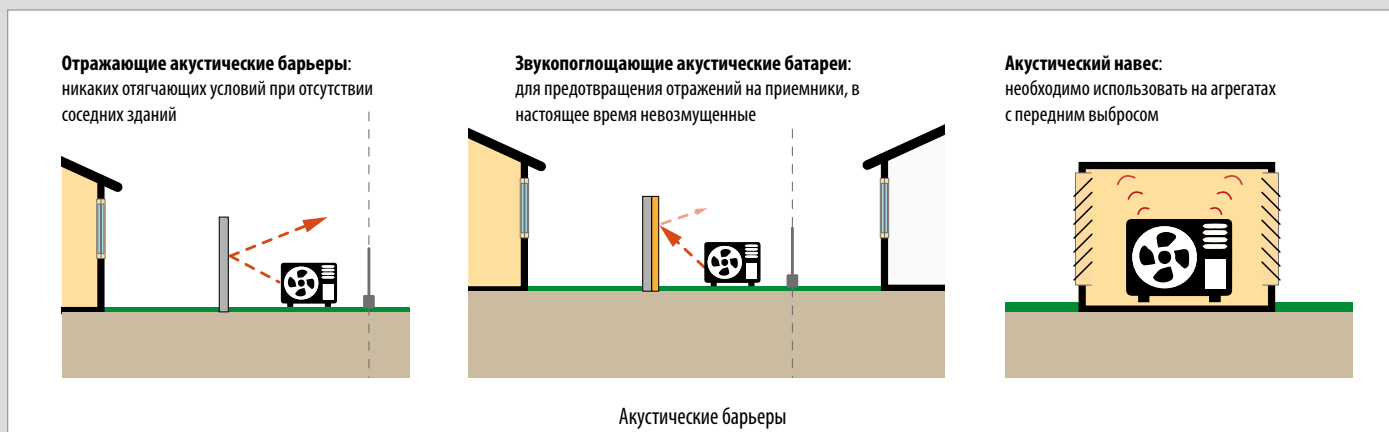 Отражающие акустические барьеры:
никаких отягчающих условий при отсутствии
соседних зданий
Звукопоглощающие акустические батареи:
для предотвращения отражений на приемники, в
настоящее время невозмущенные
Акустический навес:
необходимо использовать на агрегатах
с передним выбросом
Акустические барьеры